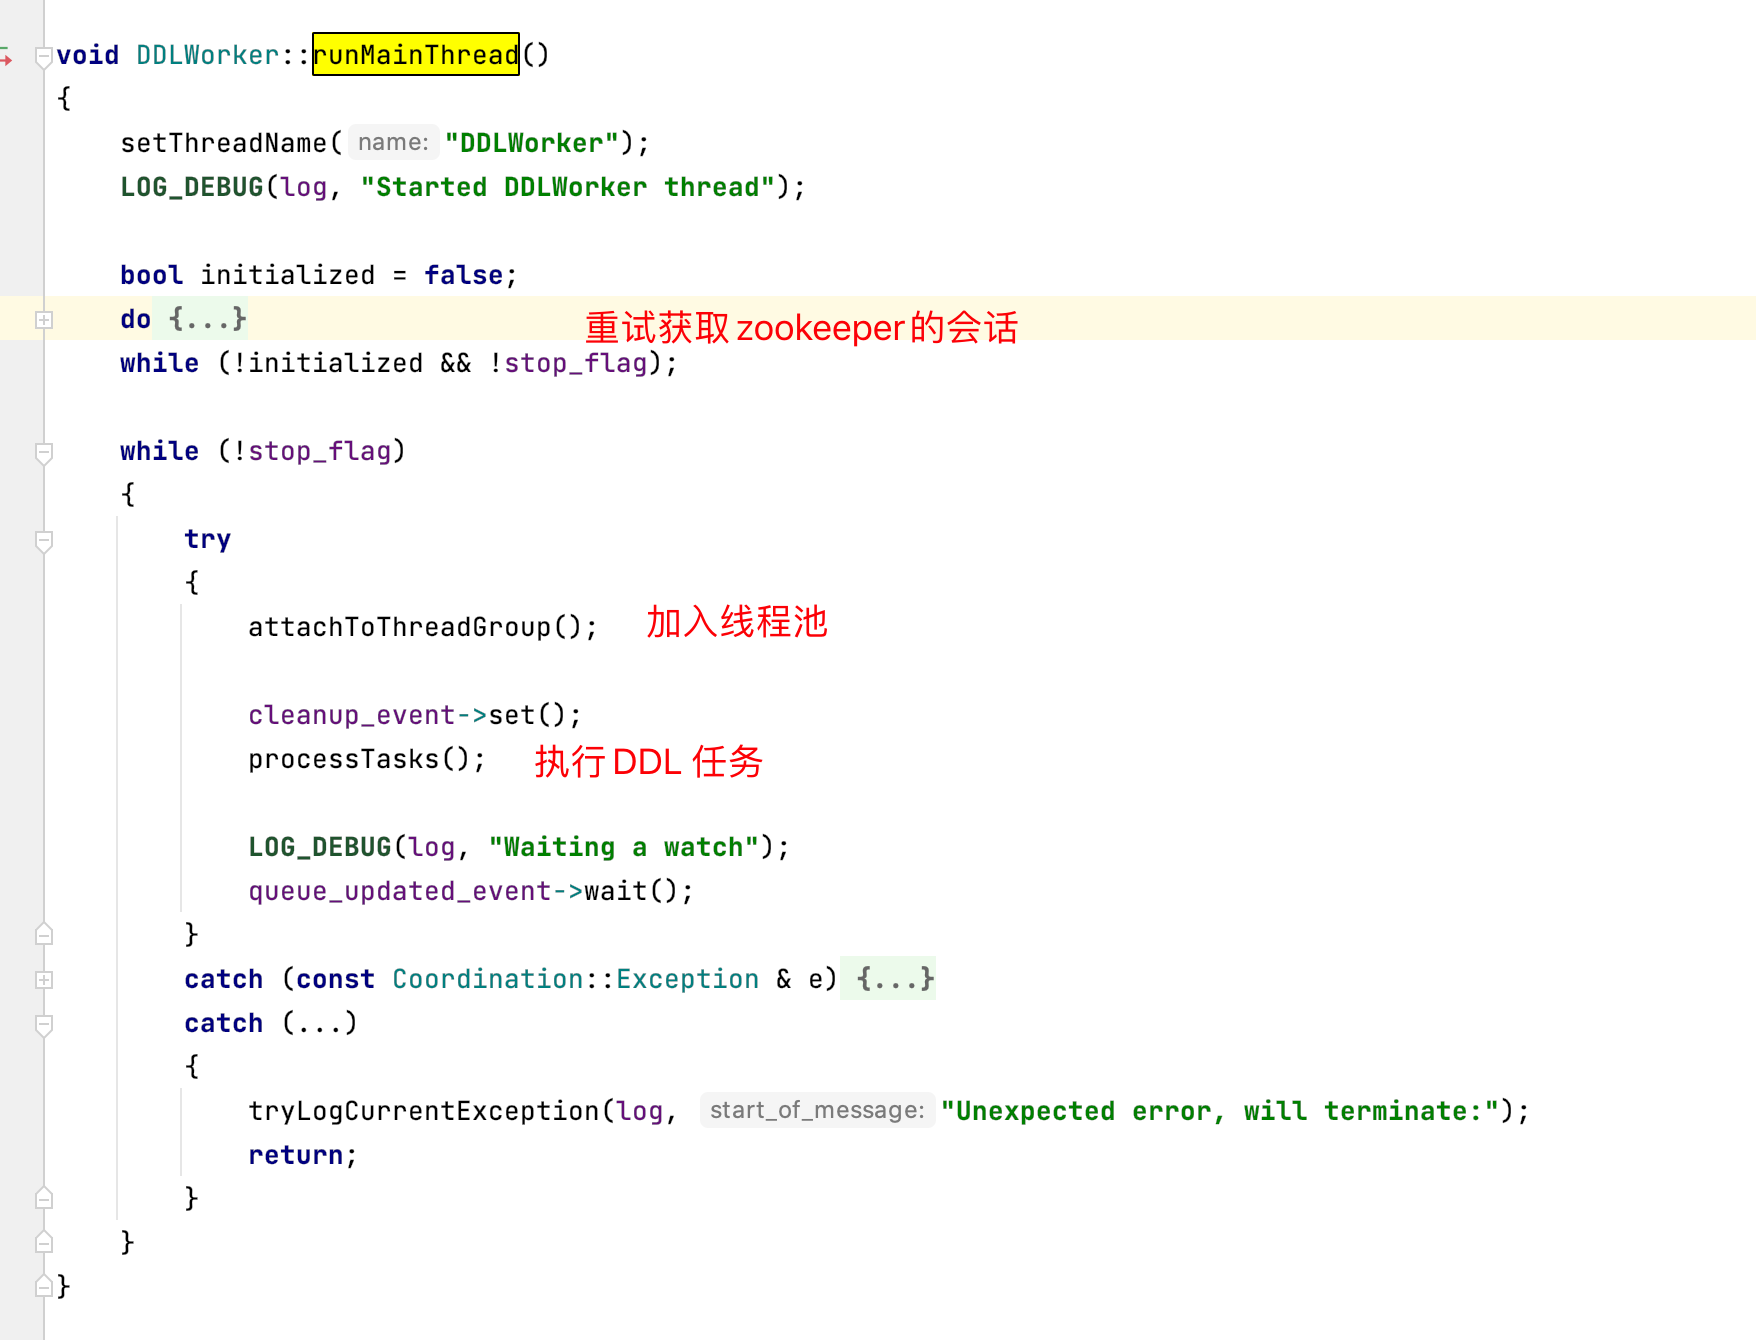 void DDLWorker::runMainThread()
{
setThreadName( name: "DDLWorker");
LOG_DEBUG(log, "Started DDLWorker thread");
bool initialized = false;
do {...}
重试获取zookeeper的会话
while (!initialized && !stop_flag);
while (!stop_flag)
{
try
{
attachToThreadGroup(); 加入线程池
cleanup_event->set();
processTasks(); 执行DDL 任务
LOG_DEBUG(log, "Waiting a watch");
queue_updated_event->wait();
}
catch (const Coordination::Exception & e) {...}
catch (...)
{
tryLogCurrentException(log, start_of_message: "Unexpected error, will terminate:");
return;
}
}
}